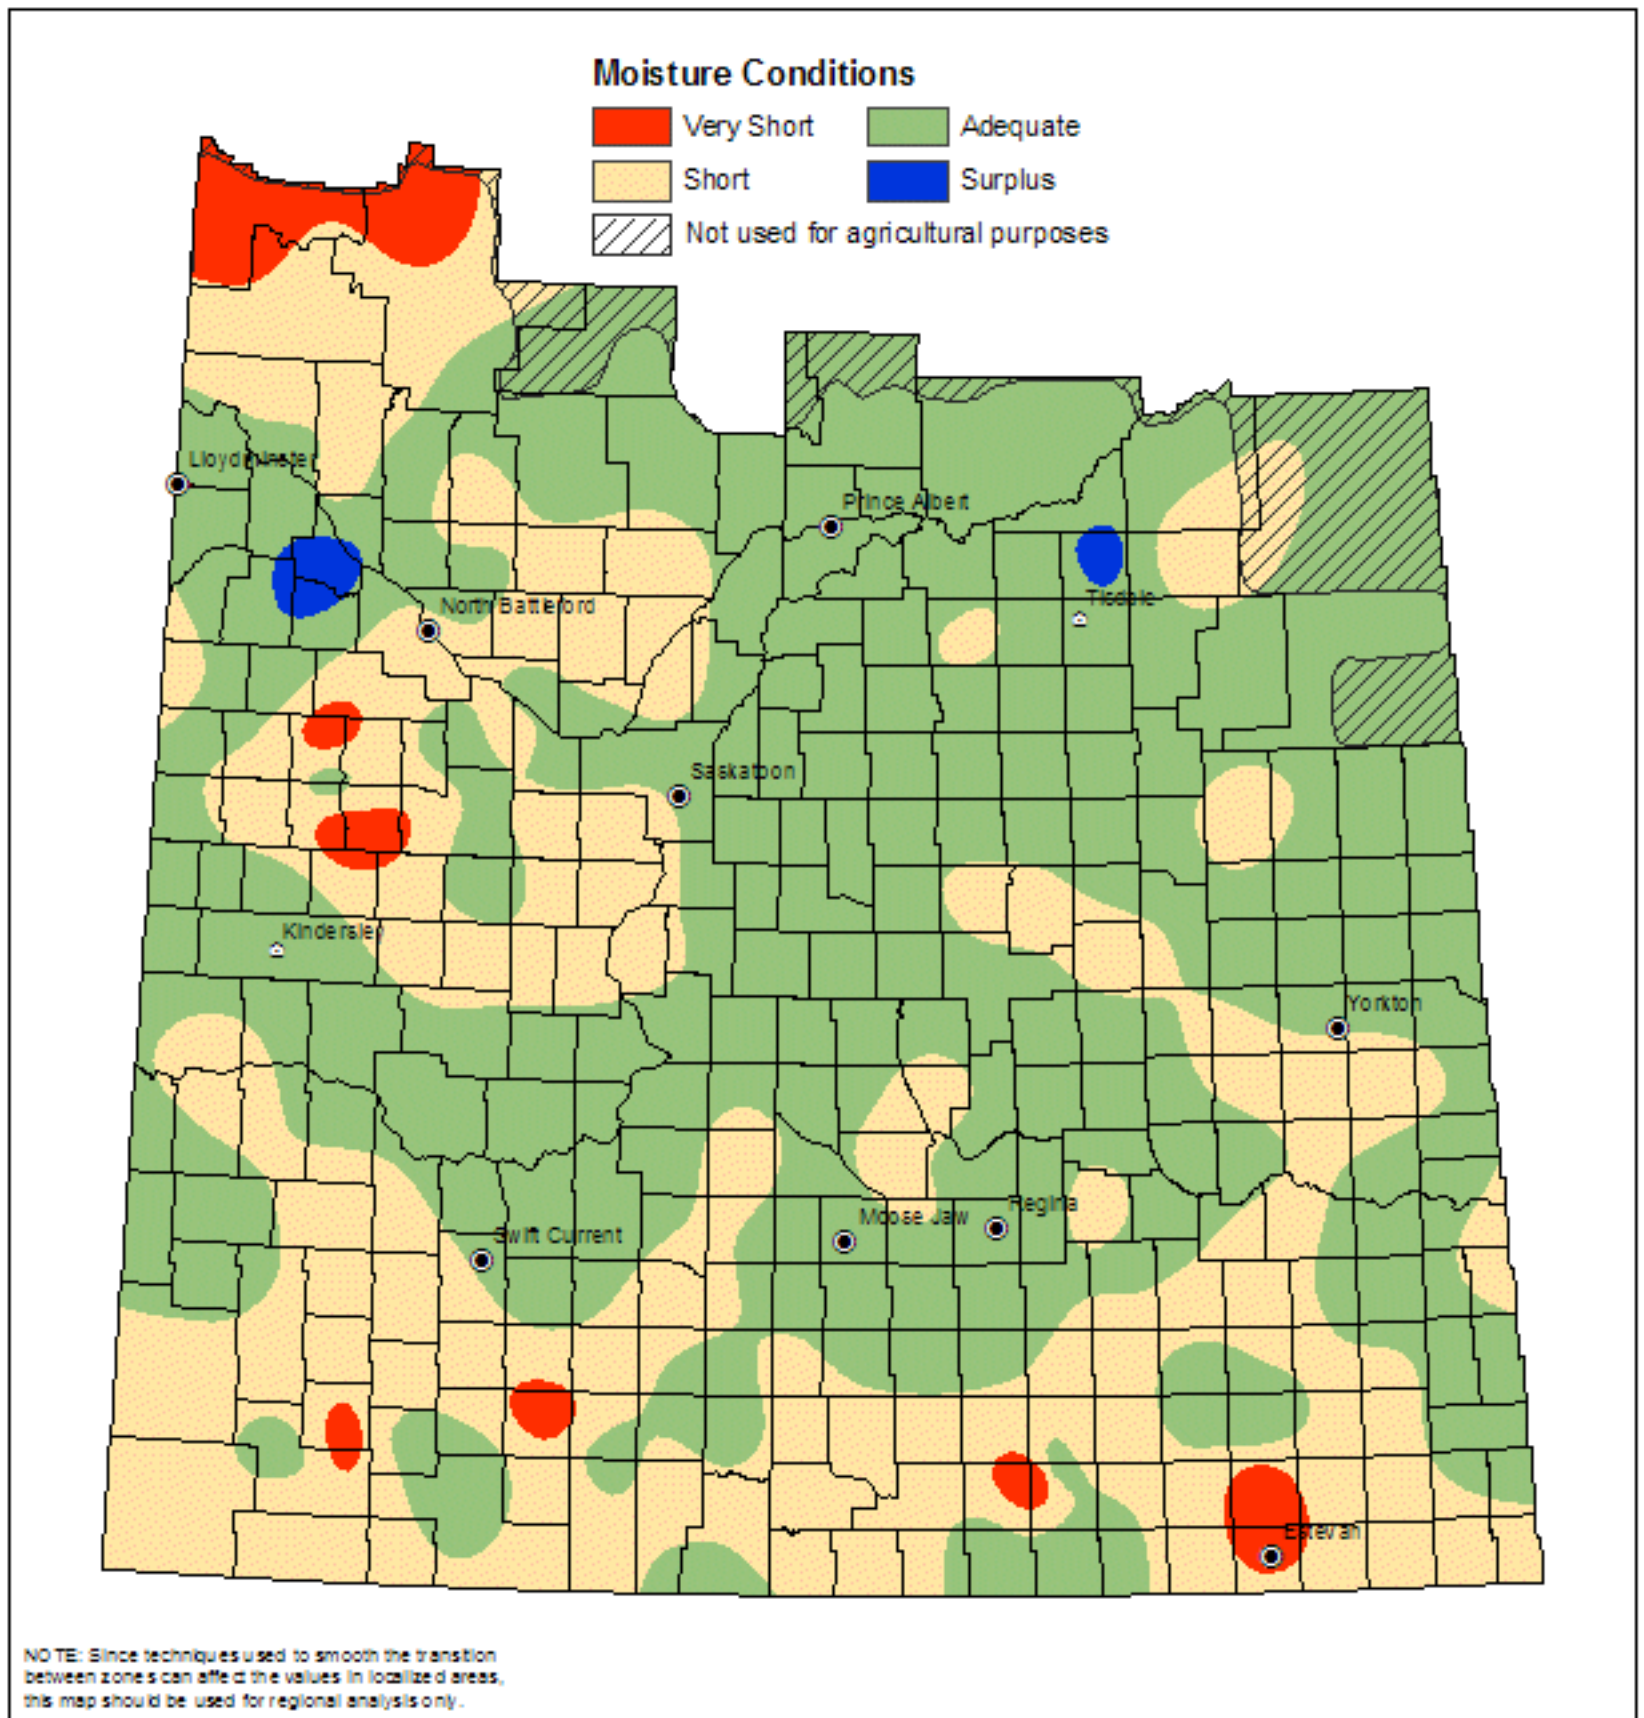 Moisture Conditions
Very Short
Adequate
Short
Surplus
Not used for agricultural purposes
Lloydminster
Prince Albert
Tisdale
North Battleford
Saskatoon
Kindersley
Yorkton
Regina
Moose Jaw
Swift Current
Estevan
NOTE: Since techniques used to smooth the transition
between zones can affect the values in localized areas,
this map should be used for regional analysis only.